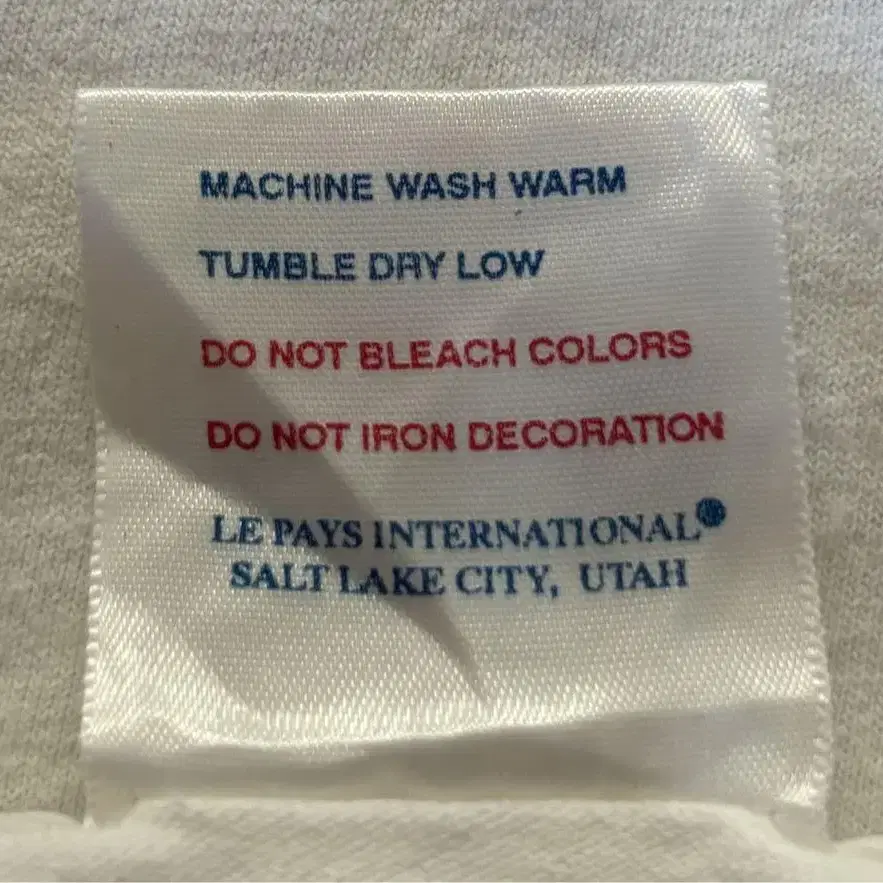 MACHINE WASH WARM
TUMBLE DRY LOW
DO NOT BLEACH COLORS
DO NOT IRON DECORATION
LE PAYS INTERNATIONAL®
SALT LAKE CITY, UTAH